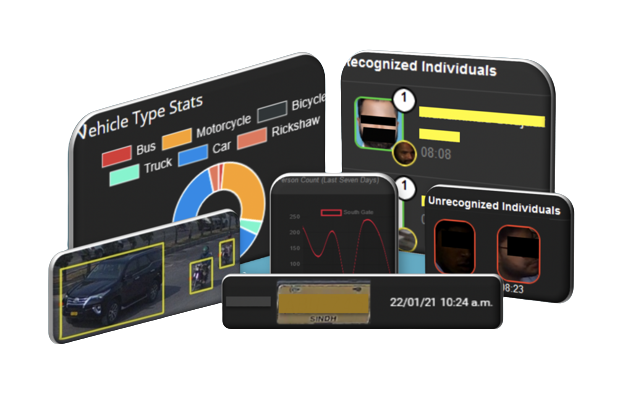 Vehicle Type Stats
Bus
Motorcycle
Bicycle
Truck
Car
Rickshaw
Recognized Individuals
1
08:08
1
Person Count (Last Seven Days)
South Gate
250
200
150
100
Unrecognized Individuals
08:23
SINDH
22/01/21 10:24 a.m.